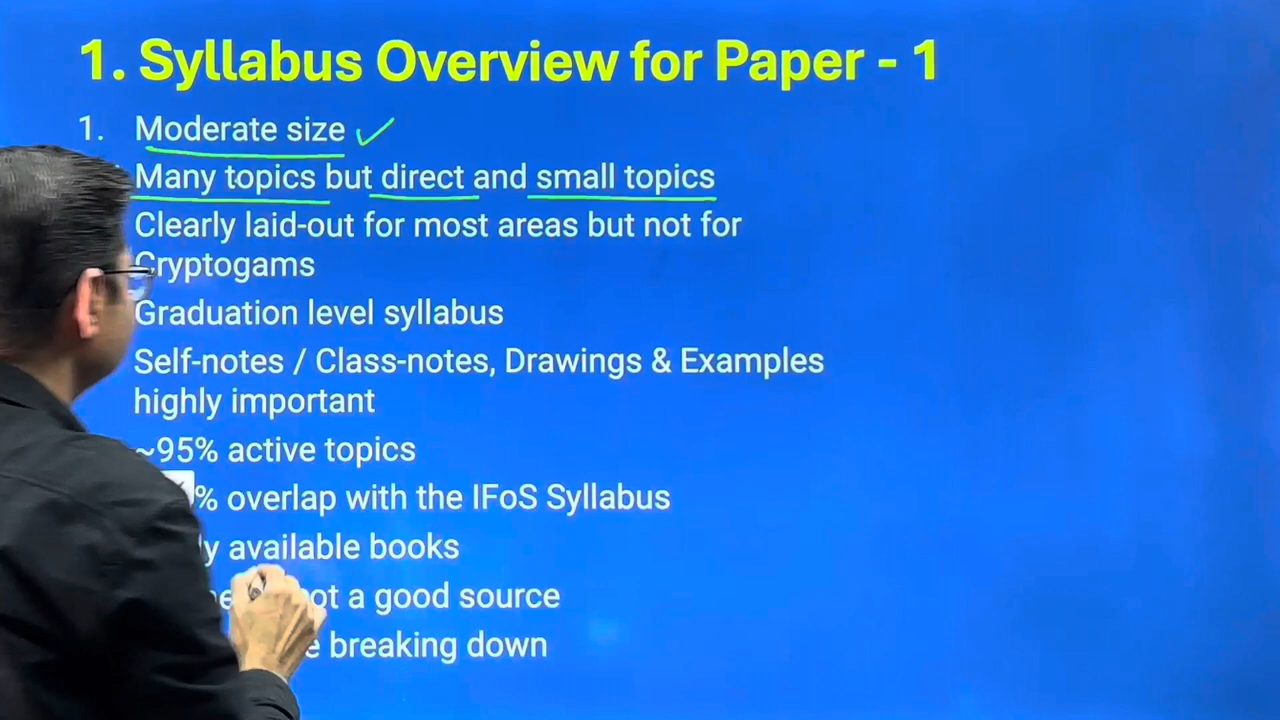 1. Syllabus Overview for Paper - 1
1. Moderate size
Many topics but direct and small topics
Clearly laid-out for most areas but not for
Cryptogams
Graduation level syllabus
Self-notes / Class-notes, Drawings & Examples
highly important
~95% active topics
% overlap with the IFoS Syllabus
available books
a good source
breaking down